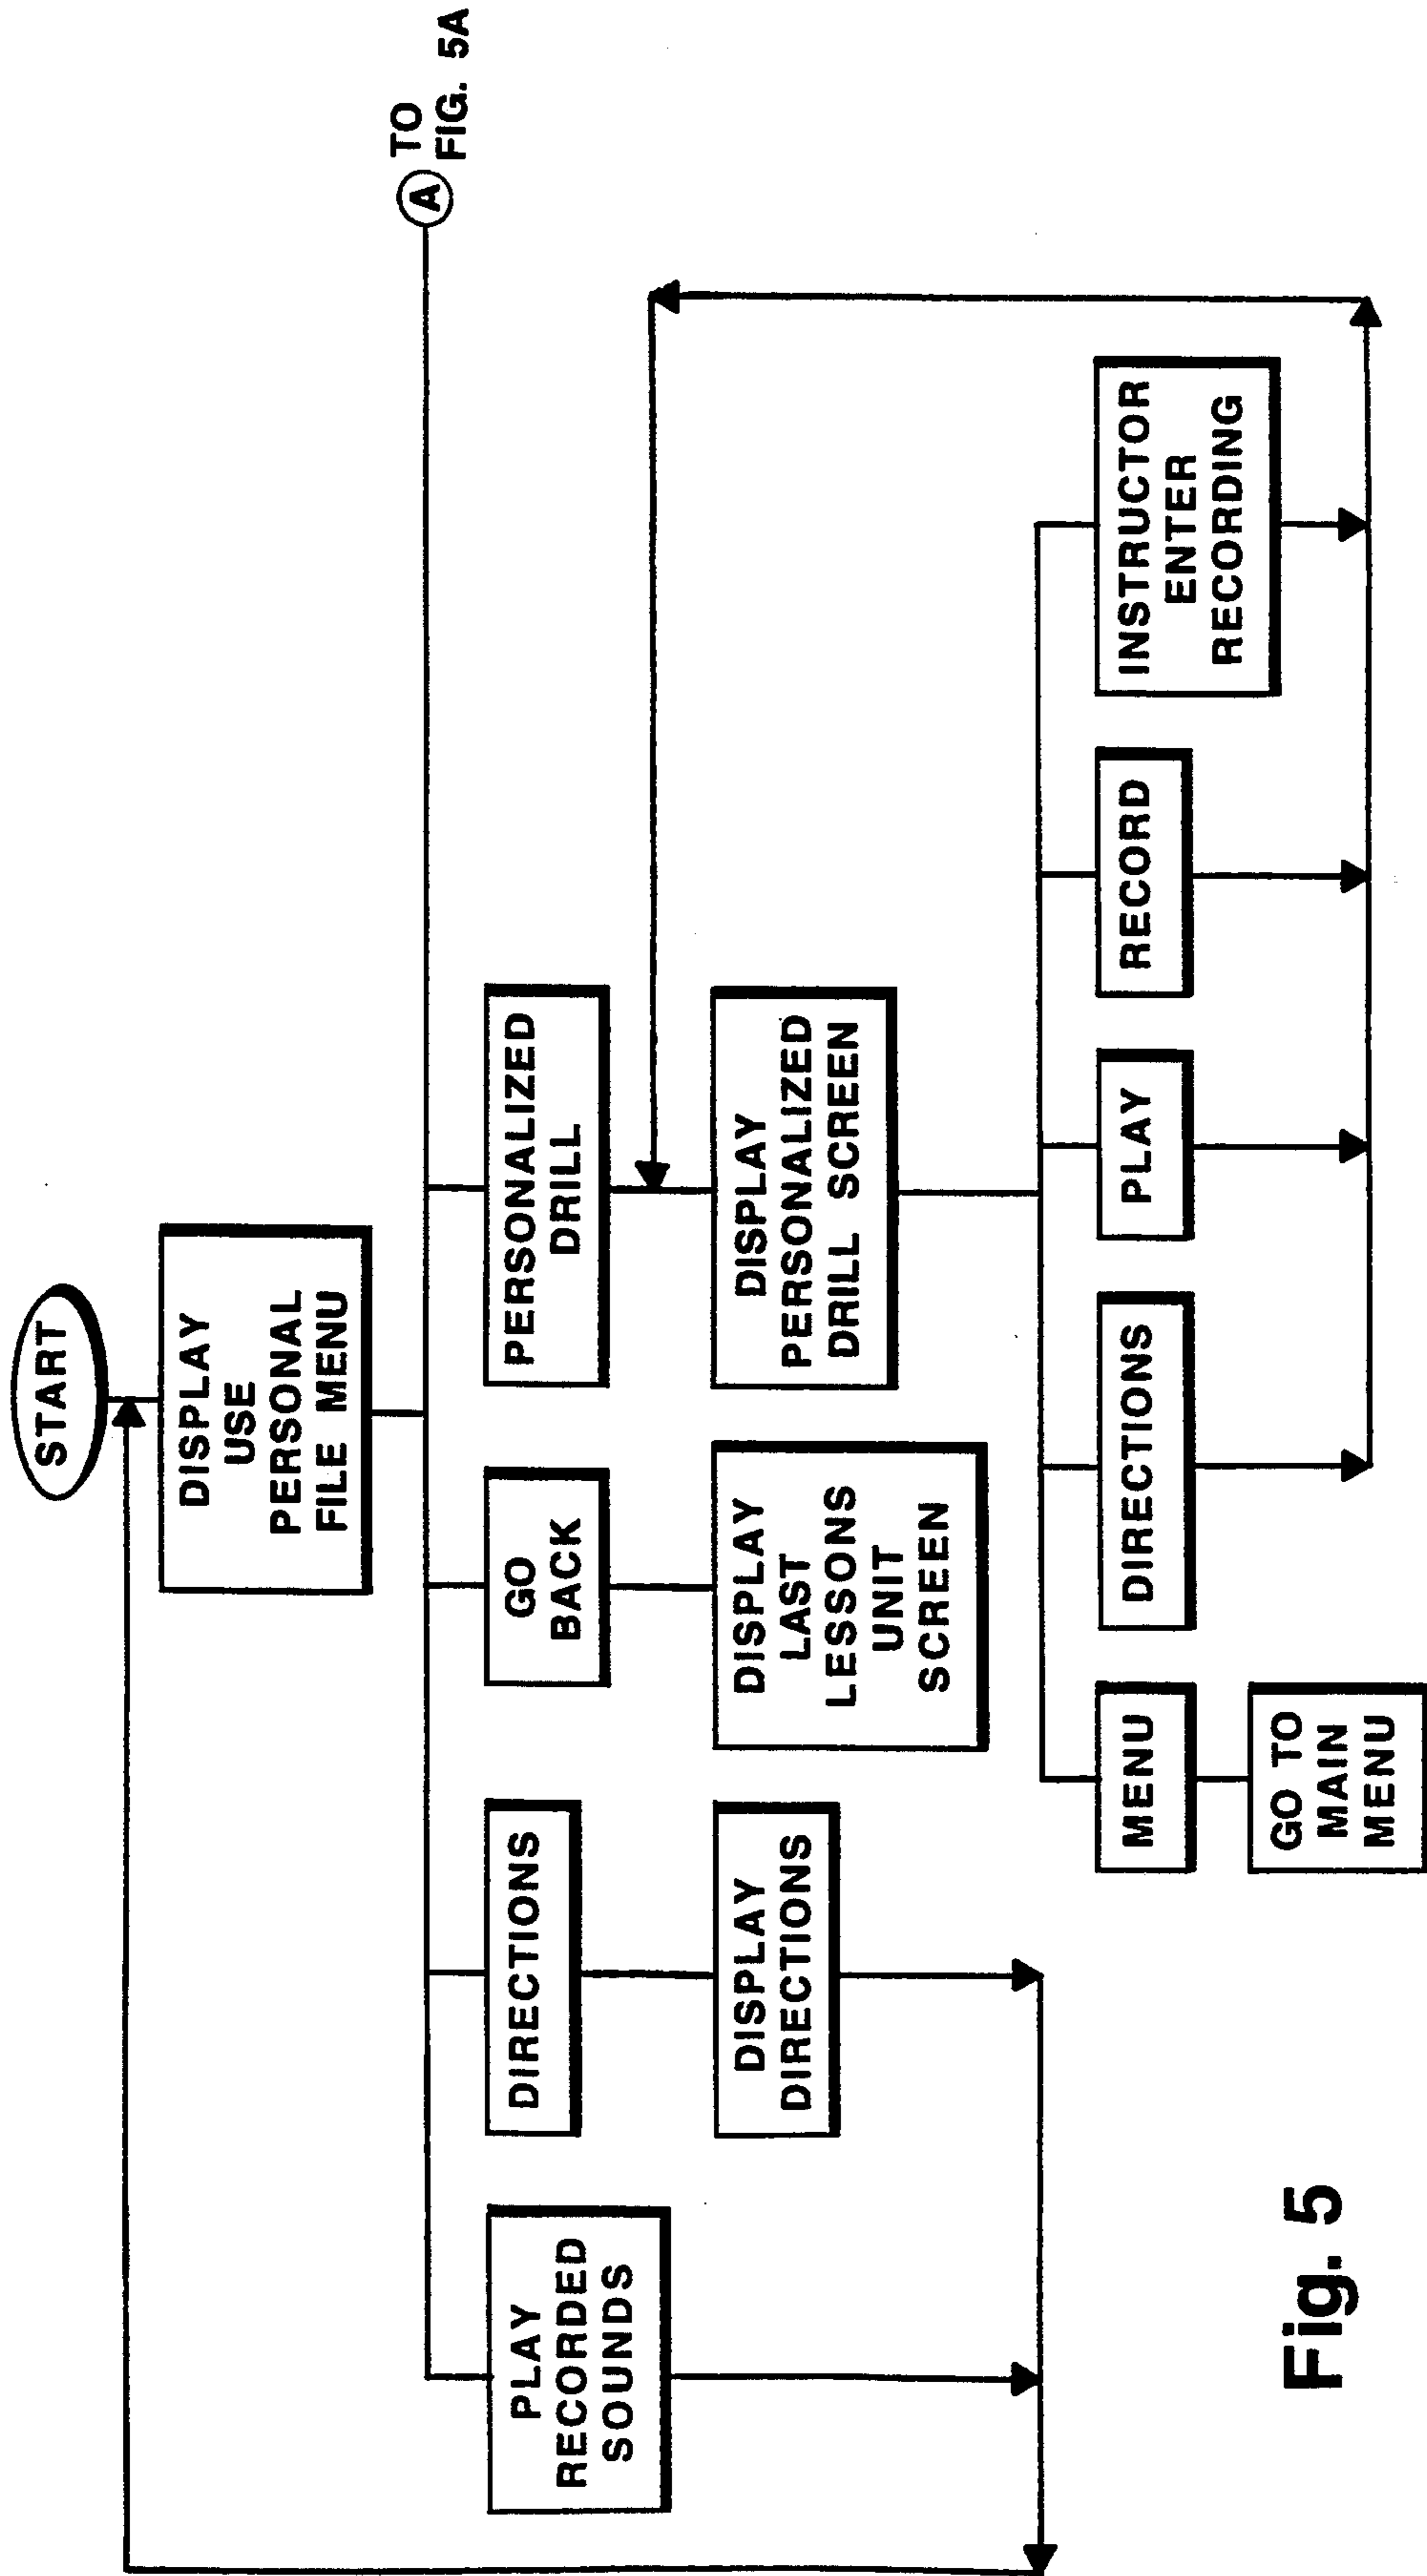 START
DISPLAY
USE
PERSONAL
FILE MENU
A
TO
FIG. 5A
PLAY
RECORDED
SOUNDS
DIRECTIONS
GO
BACK
PERSONALIZED
DRILL
DISPLAY
DIRECTIONS
DISPLAY
LAST
LESSONS
UNIT
SCREEN
DISPLAY
PERSONALIZED
DRILL SCREEN
MENU
DIRECTIONS
PLAY
RECORD
INSTRUCTOR
ENTER
RECORDING
GO TO
MAIN
MENU
Fig. 5